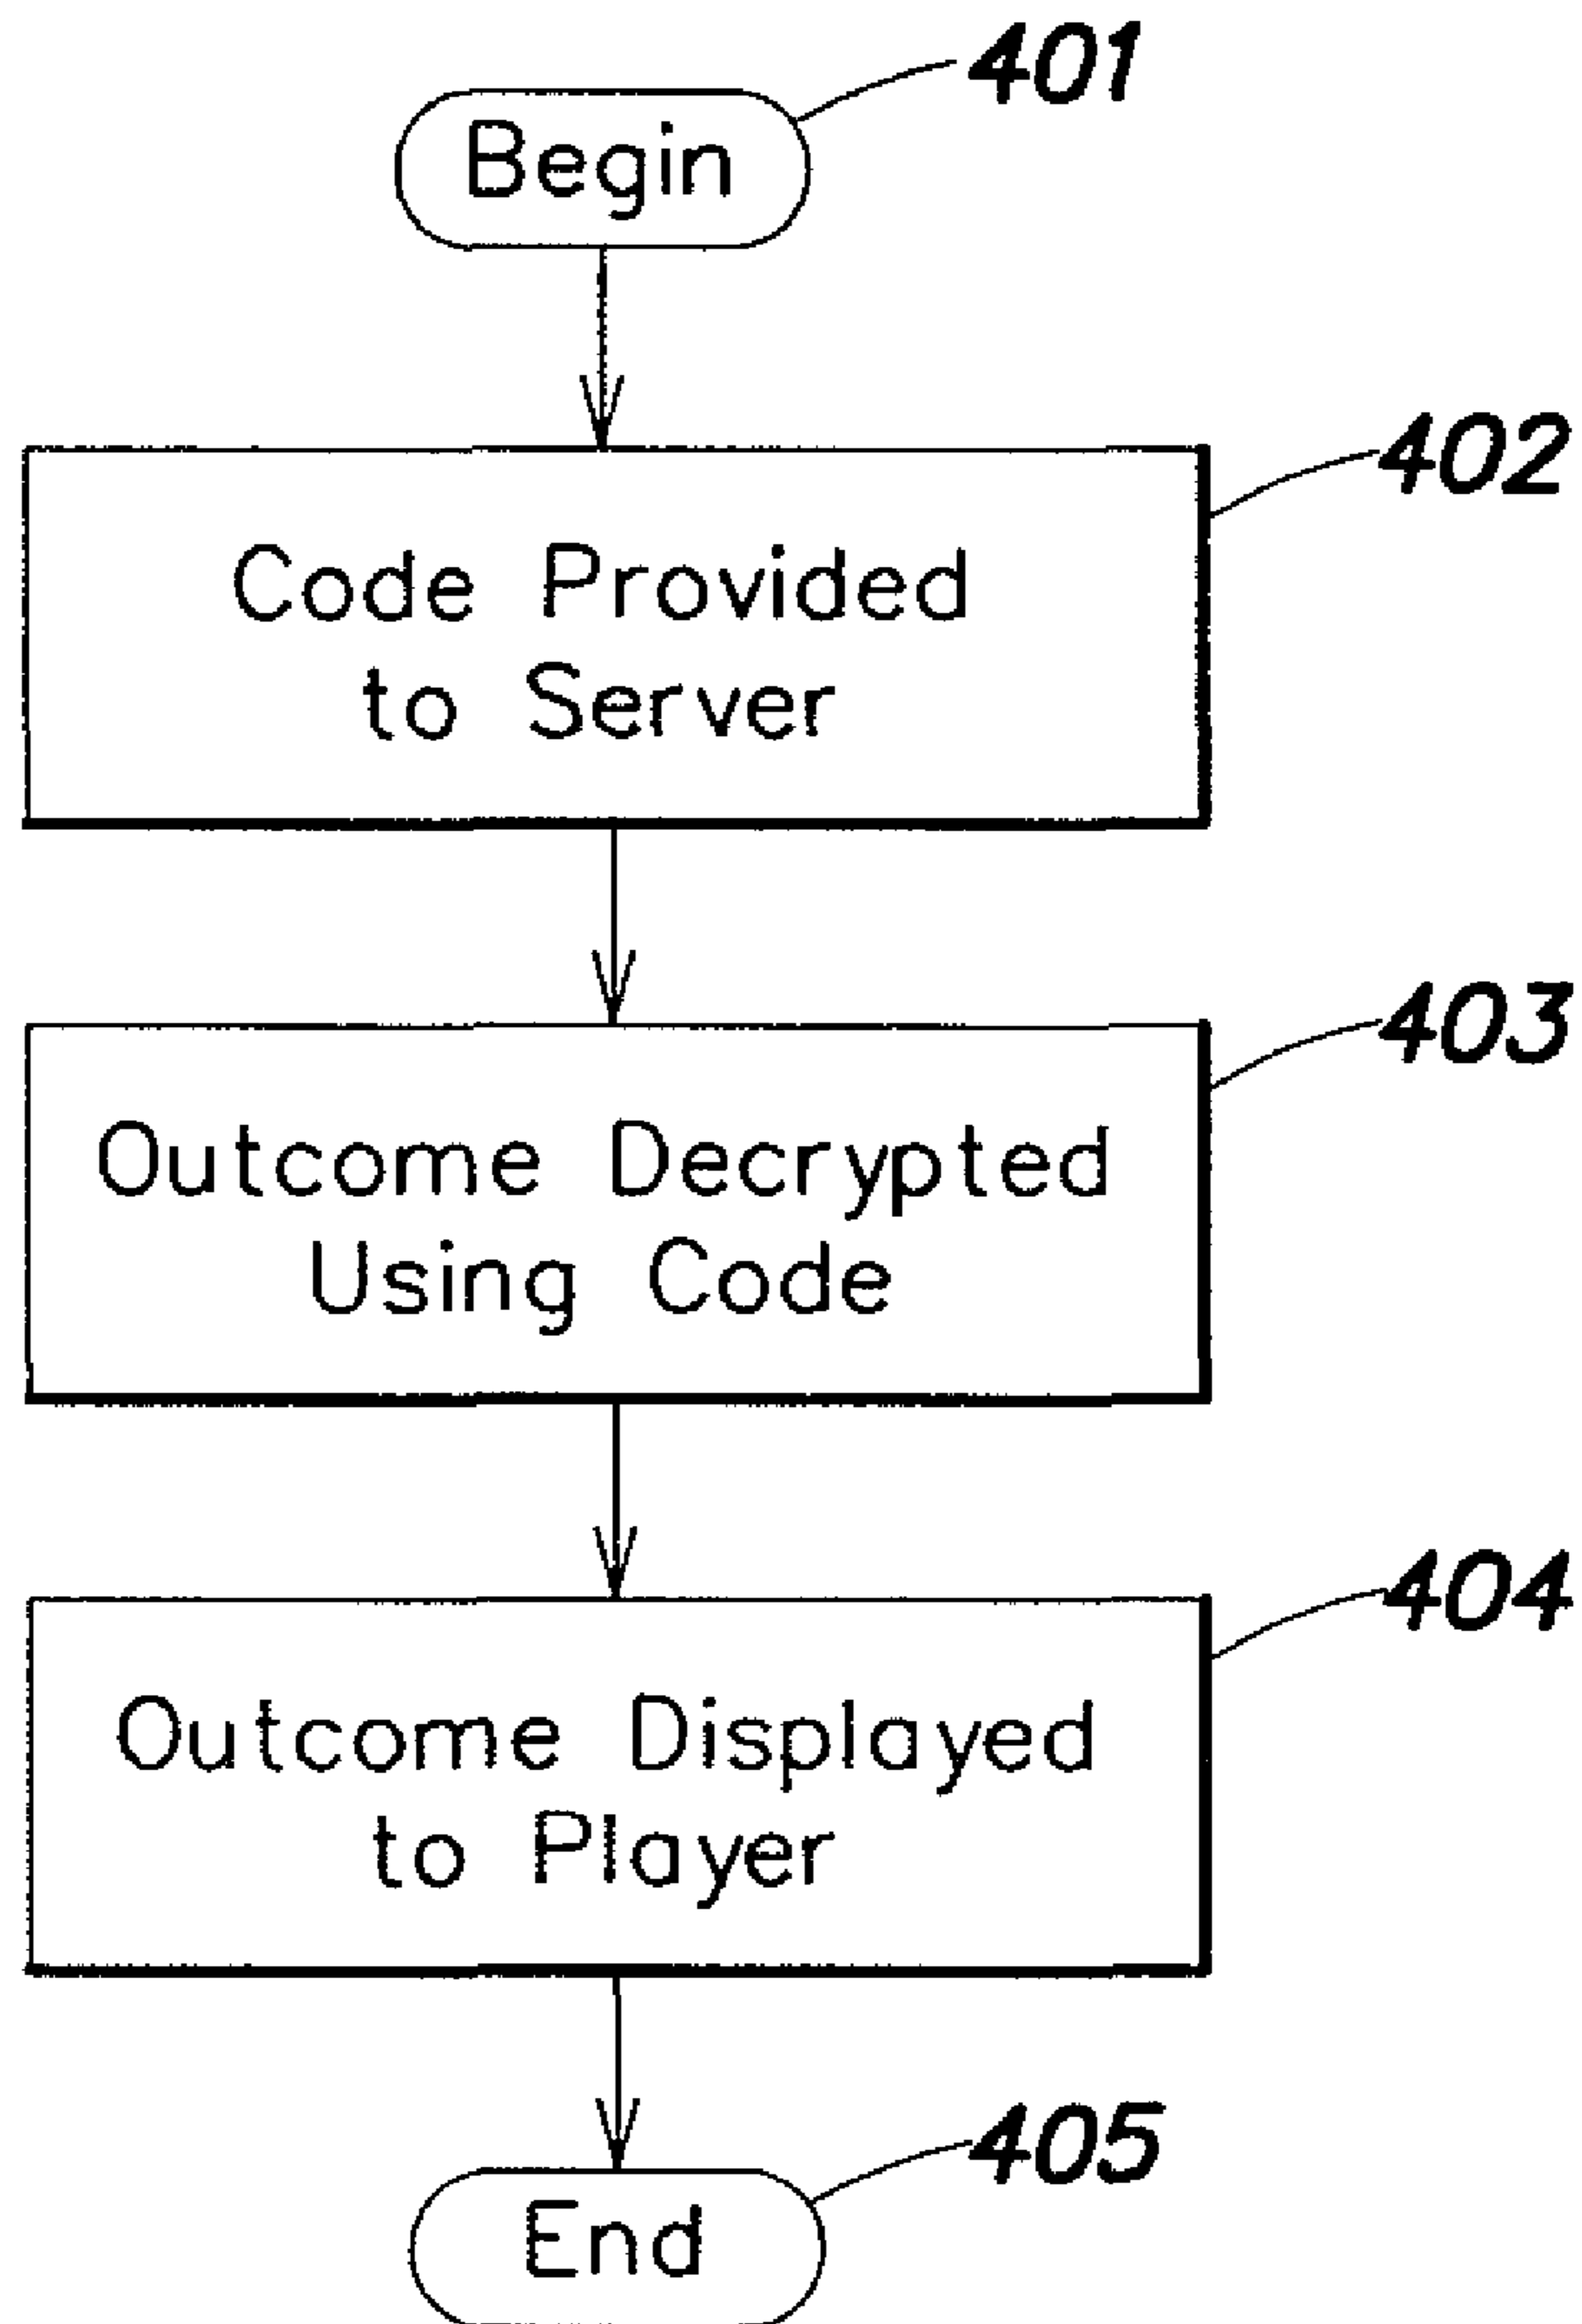 401
Begin
402
Code Provided
to Server
403
Outcome Decrypted
Using Code
404
Outcome Displayed
to Player
405
End